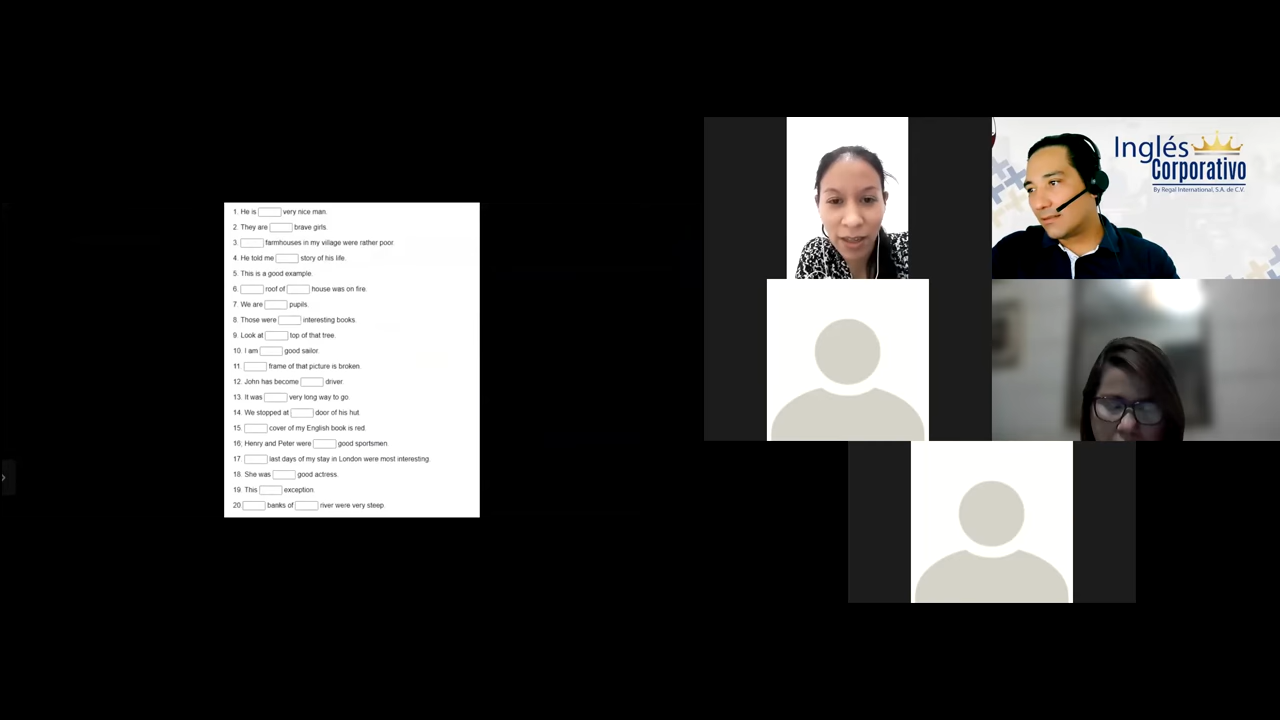 1. He is very nice man.
2. They are brave girls
3. farmhouses in my village were rather poor.
4. He told me story of his life.
5. This is a good example.
6. roof of house was on fire.
7. We are pupils.
8. Those were interesting books.
9. Look at top of that tree.
10. I am good sailor.
11. frame of that picture is broken.
12. John has become driver.
13. It was very long way to go.
14. We stopped at door of his hut.
15. cover of my English book is red.
16. Henry and Peter were good sportsmen.
17. last days of my stay in London were most interesting.
18. She was good actress.
19. This exception
20. banks of river were very steep.
Inglés
Corporativo
By Regal International, S.A. de C.V.